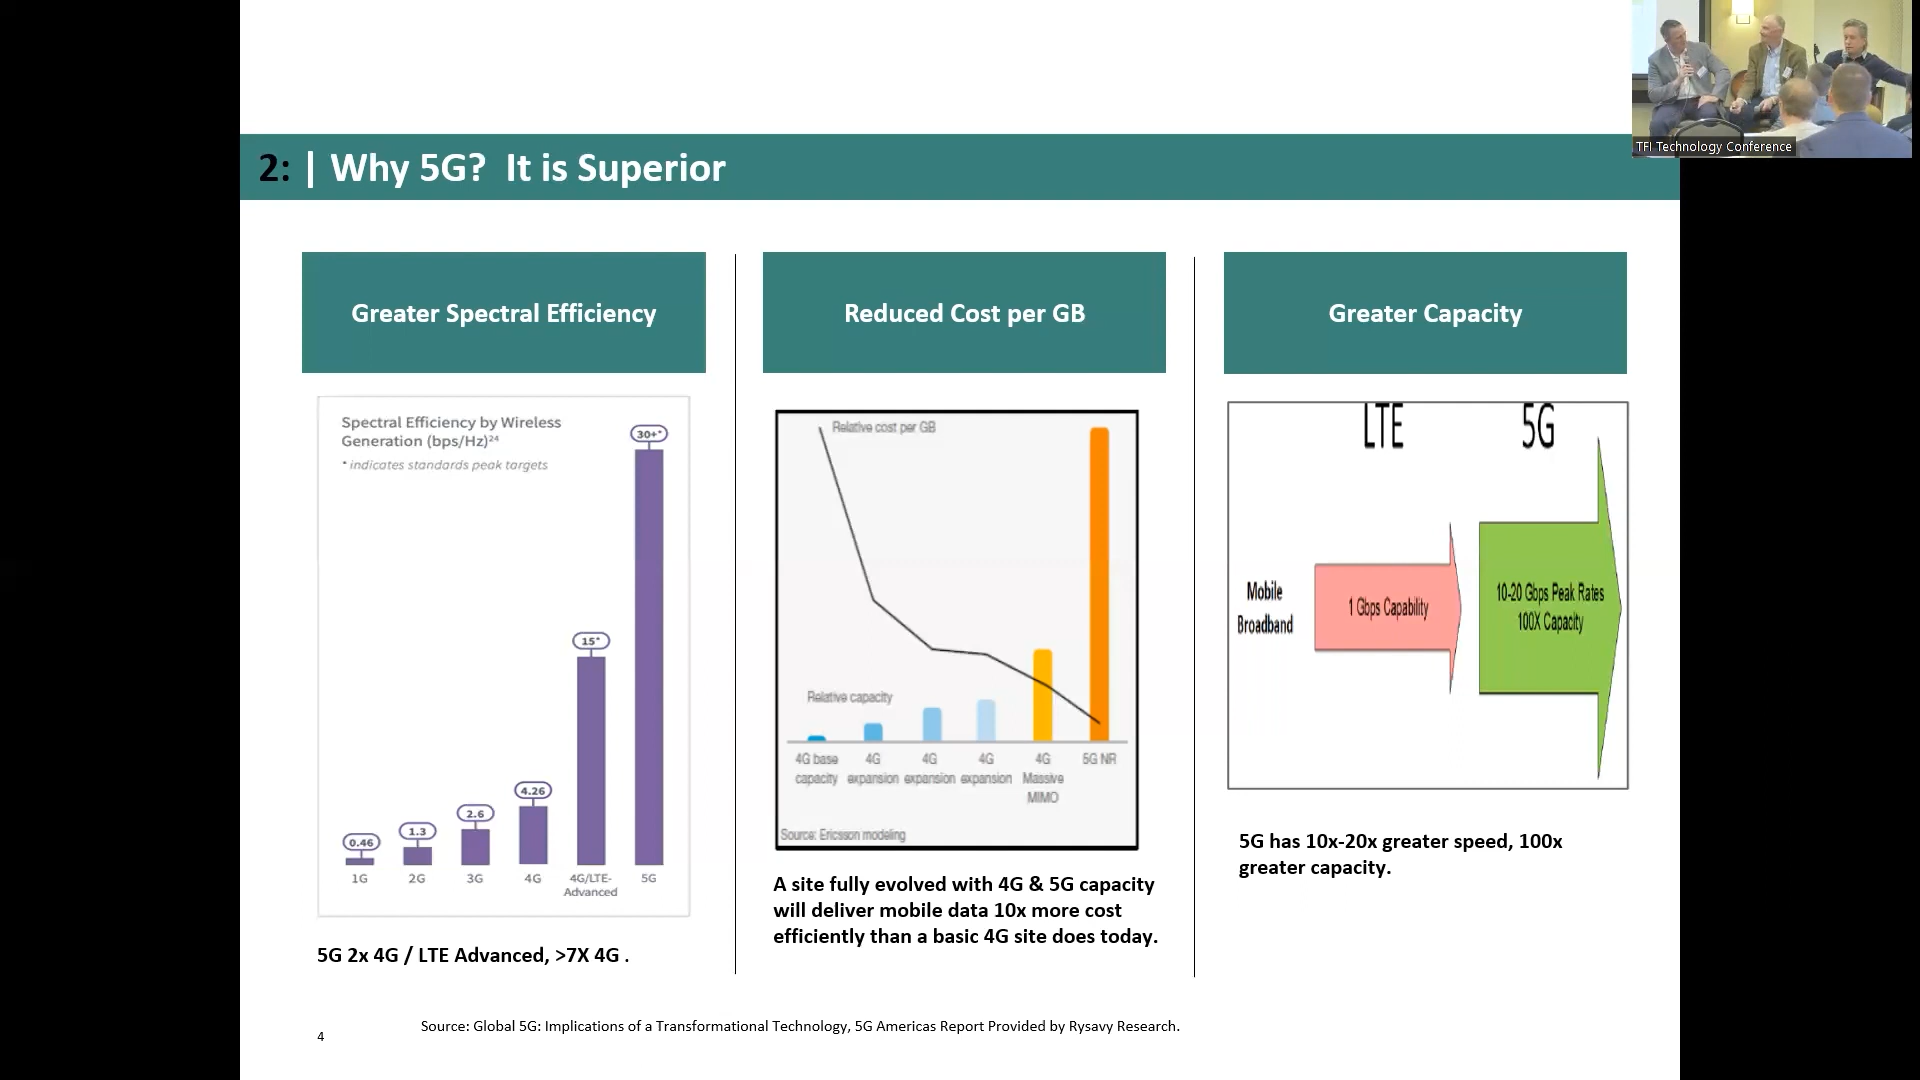 TFI Technology Conference
2: | Why 5G?  It is Superior
Greater Spectral Efficiency
Spectral Efficiency by Wireless
Generation (bps/Hz)²⁴
* indicates standards peak targets
0.46
1.3
2.6
4.26
15*
30+*
1G
2G
3G
4G
4G/LTE-
Advanced
5G
5G 2x 4G / LTE Advanced, >7X 4G .
Reduced Cost per GB
Relative cost per GB
Relative capacity
4G base
capacity
4G
expansion
4G
expansion
4G
expansion
4G
Massive
MIMO
5G NR
Source: Ericsson modeling
A site fully evolved with 4G & 5G capacity
will deliver mobile data 10x more cost
efficiently than a basic 4G site does today.
Greater Capacity
LTE
5G
Mobile
Broadband
1 Gbps Capability
10-20 Gbps Peak Rates
100X Capacity
5G has 10x-20x greater speed, 100x
greater capacity.
Source: Global 5G: Implications of a Transformational Technology, 5G Americas Report Provided by Rysavy Research.
4